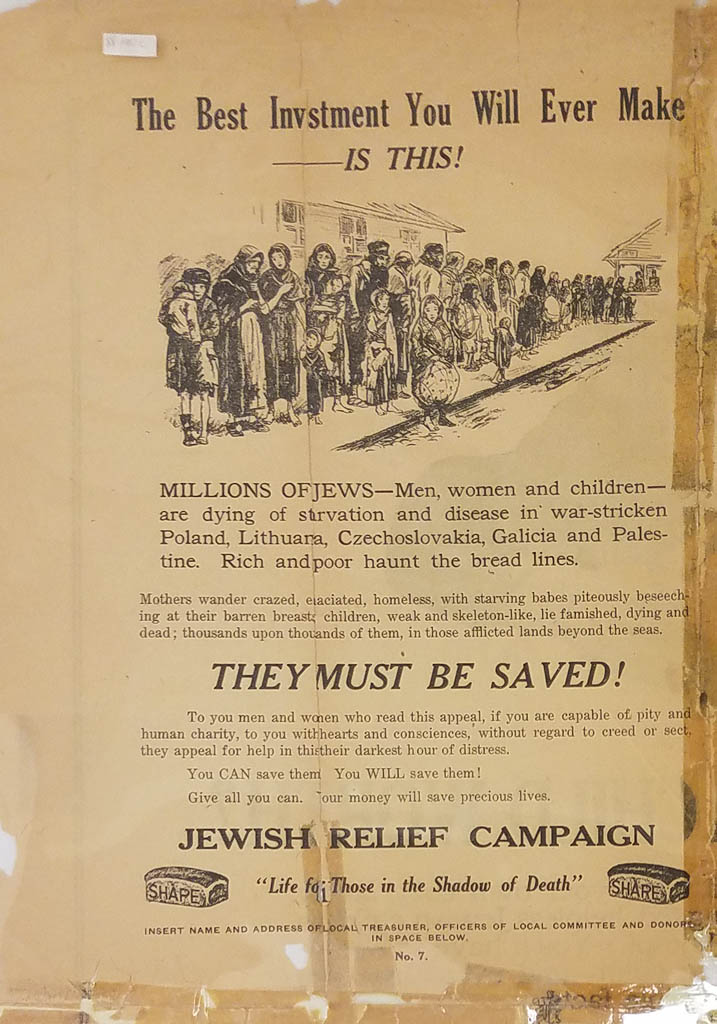 The Best Invstment You Will Ever Make
IS THIS!
MILLIONS OF JEWS—Men, women and children—
are dying of strvation and disease in war-stricken
Poland, Lithuara, Czechoslovakia, Galicia and Pales-
tine. Rich and poor haunt the bread lines.
Mothers wander crazed, eaciated, homeless, with starving babes piteously beseech-
ing at their barren breast; children, weak and skeleton-like, lie famished, dying and
dead; thousands upon thouands of them, in those afflicted lands beyond the seas.
THEY MUST BE SAVED!
To you men and women who read this appeal, if you are capable of pity and
human charity, to you with hearts and consciences, without regard to creed or sect,
they appeal for help in this their darkest hour of distress.
You CAN save them You WILL save them!
Give all you can. our money will save precious lives.
JEWISH RELIEF CAMPAIGN
SHARE "Life for Those in the Shadow of Death" SHARE
INSERT NAME AND ADDRESS OF LOCAL TREASURER, OFFICERS OF LOCAL COMMITTEE AND DONORS
IN SPACE BELOW.
No. 7.